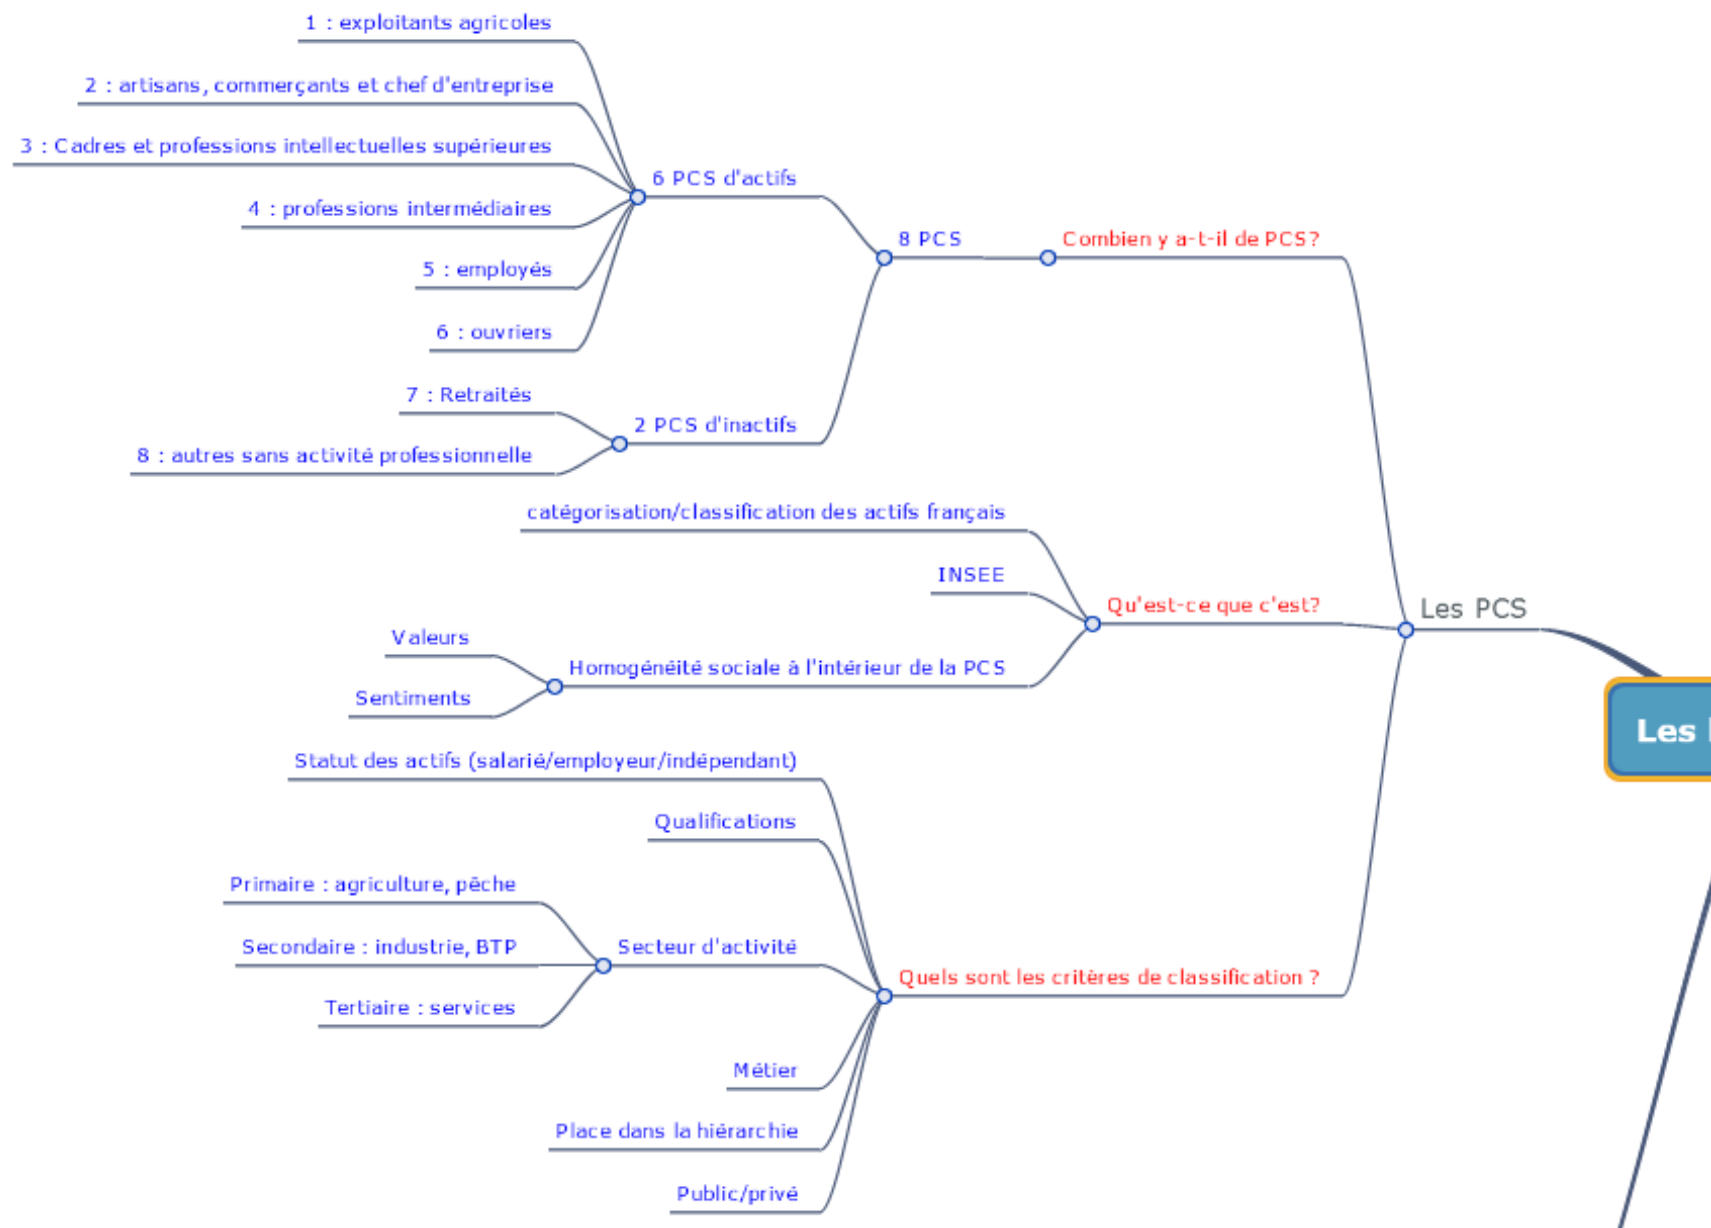 1 : exploitants agricoles
2 : artisans, commerçants et chef d'entreprise
3 : Cadres et professions intellectuelles supérieures
6 PCS d'actifs
4 : professions intermédiaires
8 PCS
Combien y a-t-il de PCS?
5 : employés
6 : ouvriers
7 : Retraités
2 PCS d'inactifs
8 : autres sans activité professionnelle
catégorisation/classification des actifs français
INSEE
Qu'est-ce que c'est?
Les PCS
Valeurs
Homogénéité sociale à l'intérieur de la PCS
Sentiments
Les
Statut des actifs (salarié/employeur/indépendant)
Qualifications
Primaire : agriculture, pêche
Secondaire : industrie, BTP
Secteur d'activité
Quels sont les critères de classification ?
Tertiaire : services
Métier
Place dans la hiérarchie
Public/privé